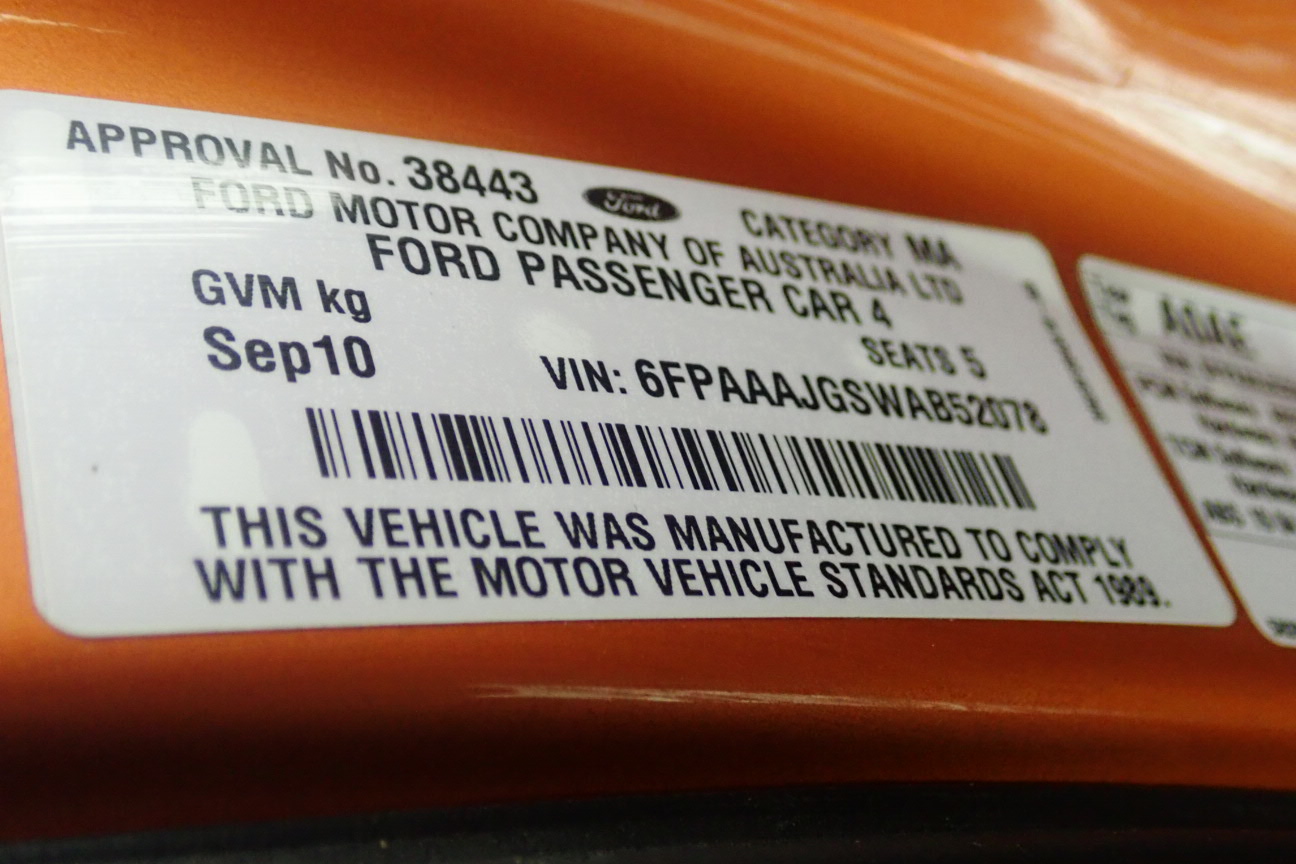 APPROVAL No. 38443
Ford
CATEGORY MA
FORD MOTOR COMPANY OF AUSTRALIA LTD
FORD PASSENGER CAR 4
GVM kg
SEATS 5
Sep10
VIN: 6FPAAAJGSWAB52078
THIS VEHICLE WAS MANUFACTURED TO COMPLY
WITH THE MOTOR VEHICLE STANDARDS ACT 1989.